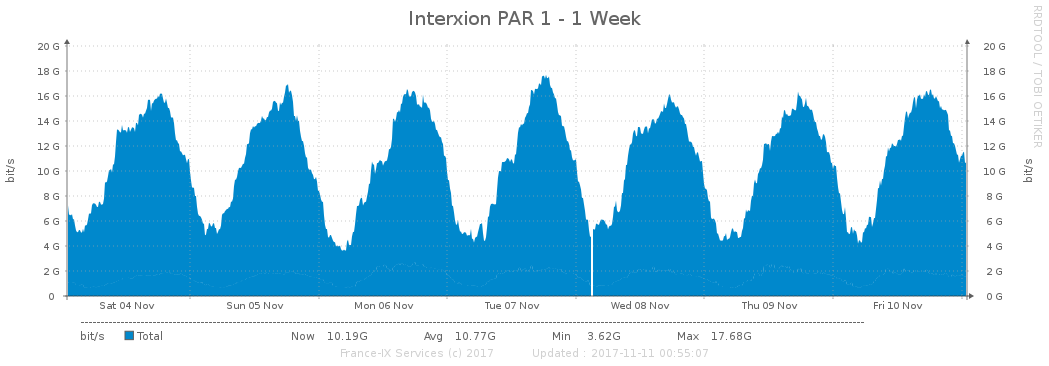 Interxion PAR 1 - 1 Week
RRDTOOL / TOBI OETIKER
bit/s
20 G 20 G
18 G 18 G
16 G 16 G
14 G 14 G
12 G 12 G
10 G 10 G
8 G 8 G
6 G 6 G
4 G 4 G
2 G 2 G
0 0 G
bit/s
Sat 04 Nov Sun 05 Nov Mon 06 Nov Tue 07 Nov Wed 08 Nov Thu 09 Nov Fri 10 Nov
bit/s Total Now 10.19G Avg 10.77G Min 3.62G Max 17.68G
France-IX Services (c) 2017 Updated : 2017-11-11 00:55:07